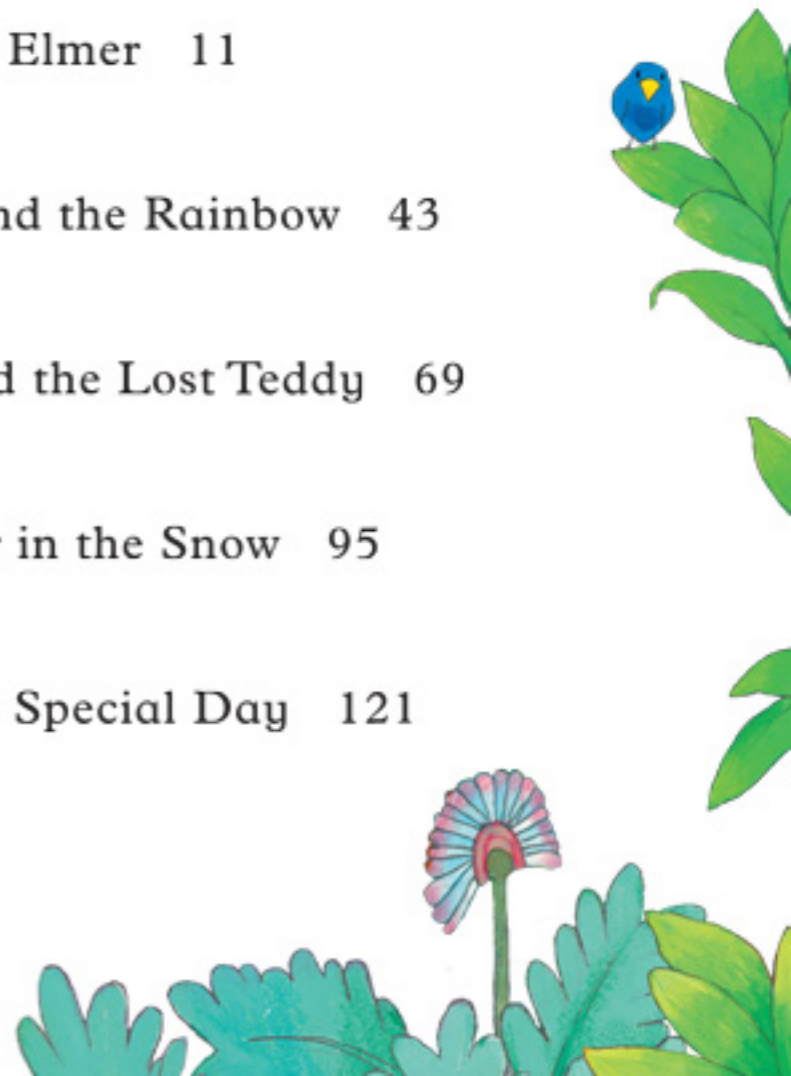 Elmer 11
nd the Rainbow 43
d the Lost Teddy 69
in the Snow 95
Special Day 121